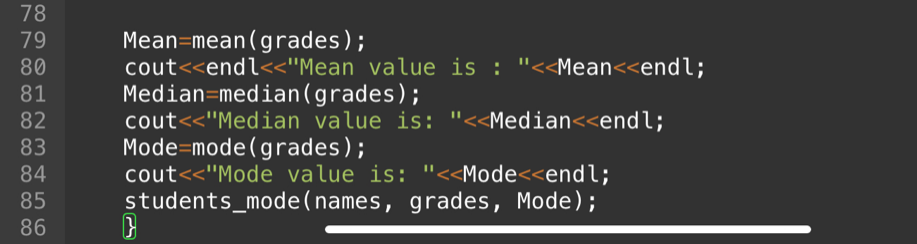 78
79 Mean=mean(grades);
80 cout<<endl<<"Mean value is : "<<Mean<<endl;
81 Median=median(grades);
82 cout<<"Median value is: "<<Median<<endl;
83 Mode=mode(grades);
84 cout<<"Mode value is: "<<Mode<<endl;
85 students_mode(names, grades, Mode);
86 }